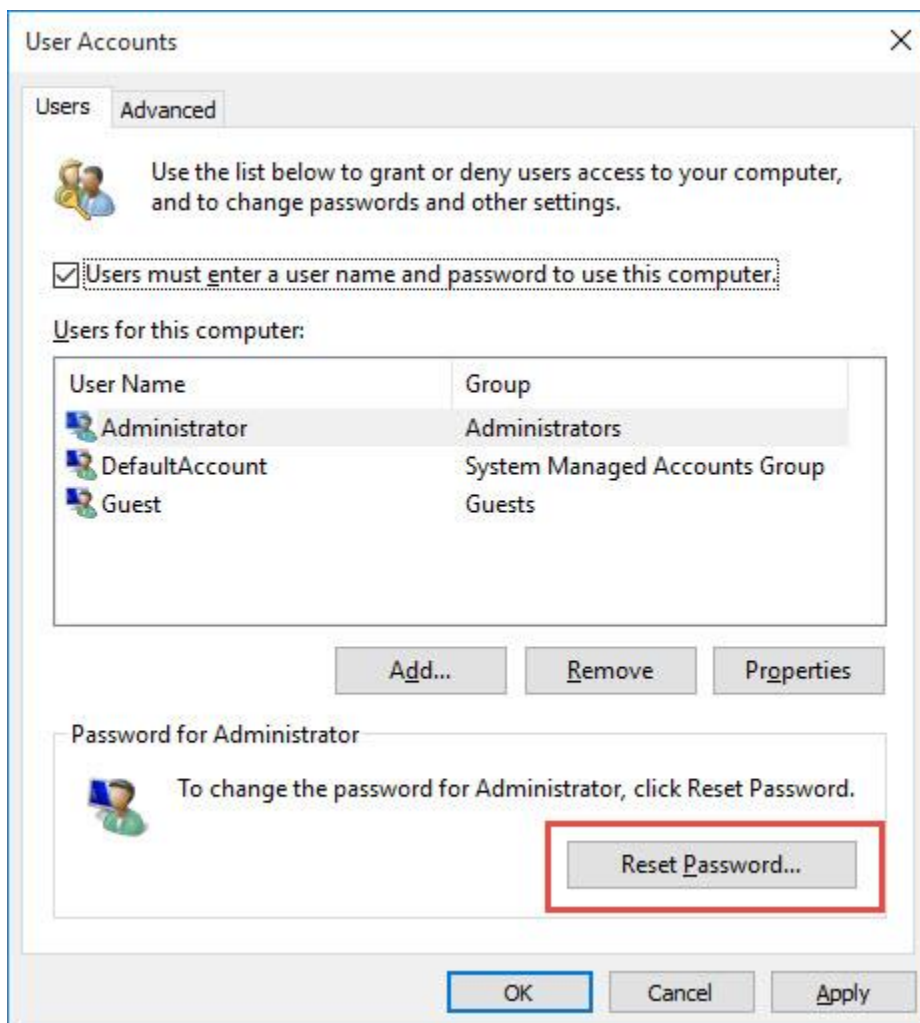 User Accounts
Users
Advanced
Use the list below to grant or deny users access to your computer,
and to change passwords and other settings.
Users must enter a user name and password to use this computer.
Users for this computer:
User Name Group
Administrator Administrators
DefaultAccount System Managed Accounts Group
Guest Guests
Add... Remove Properties
Password for Administrator
To change the password for Administrator, click Reset Password.
Reset Password...
OK Cancel Apply